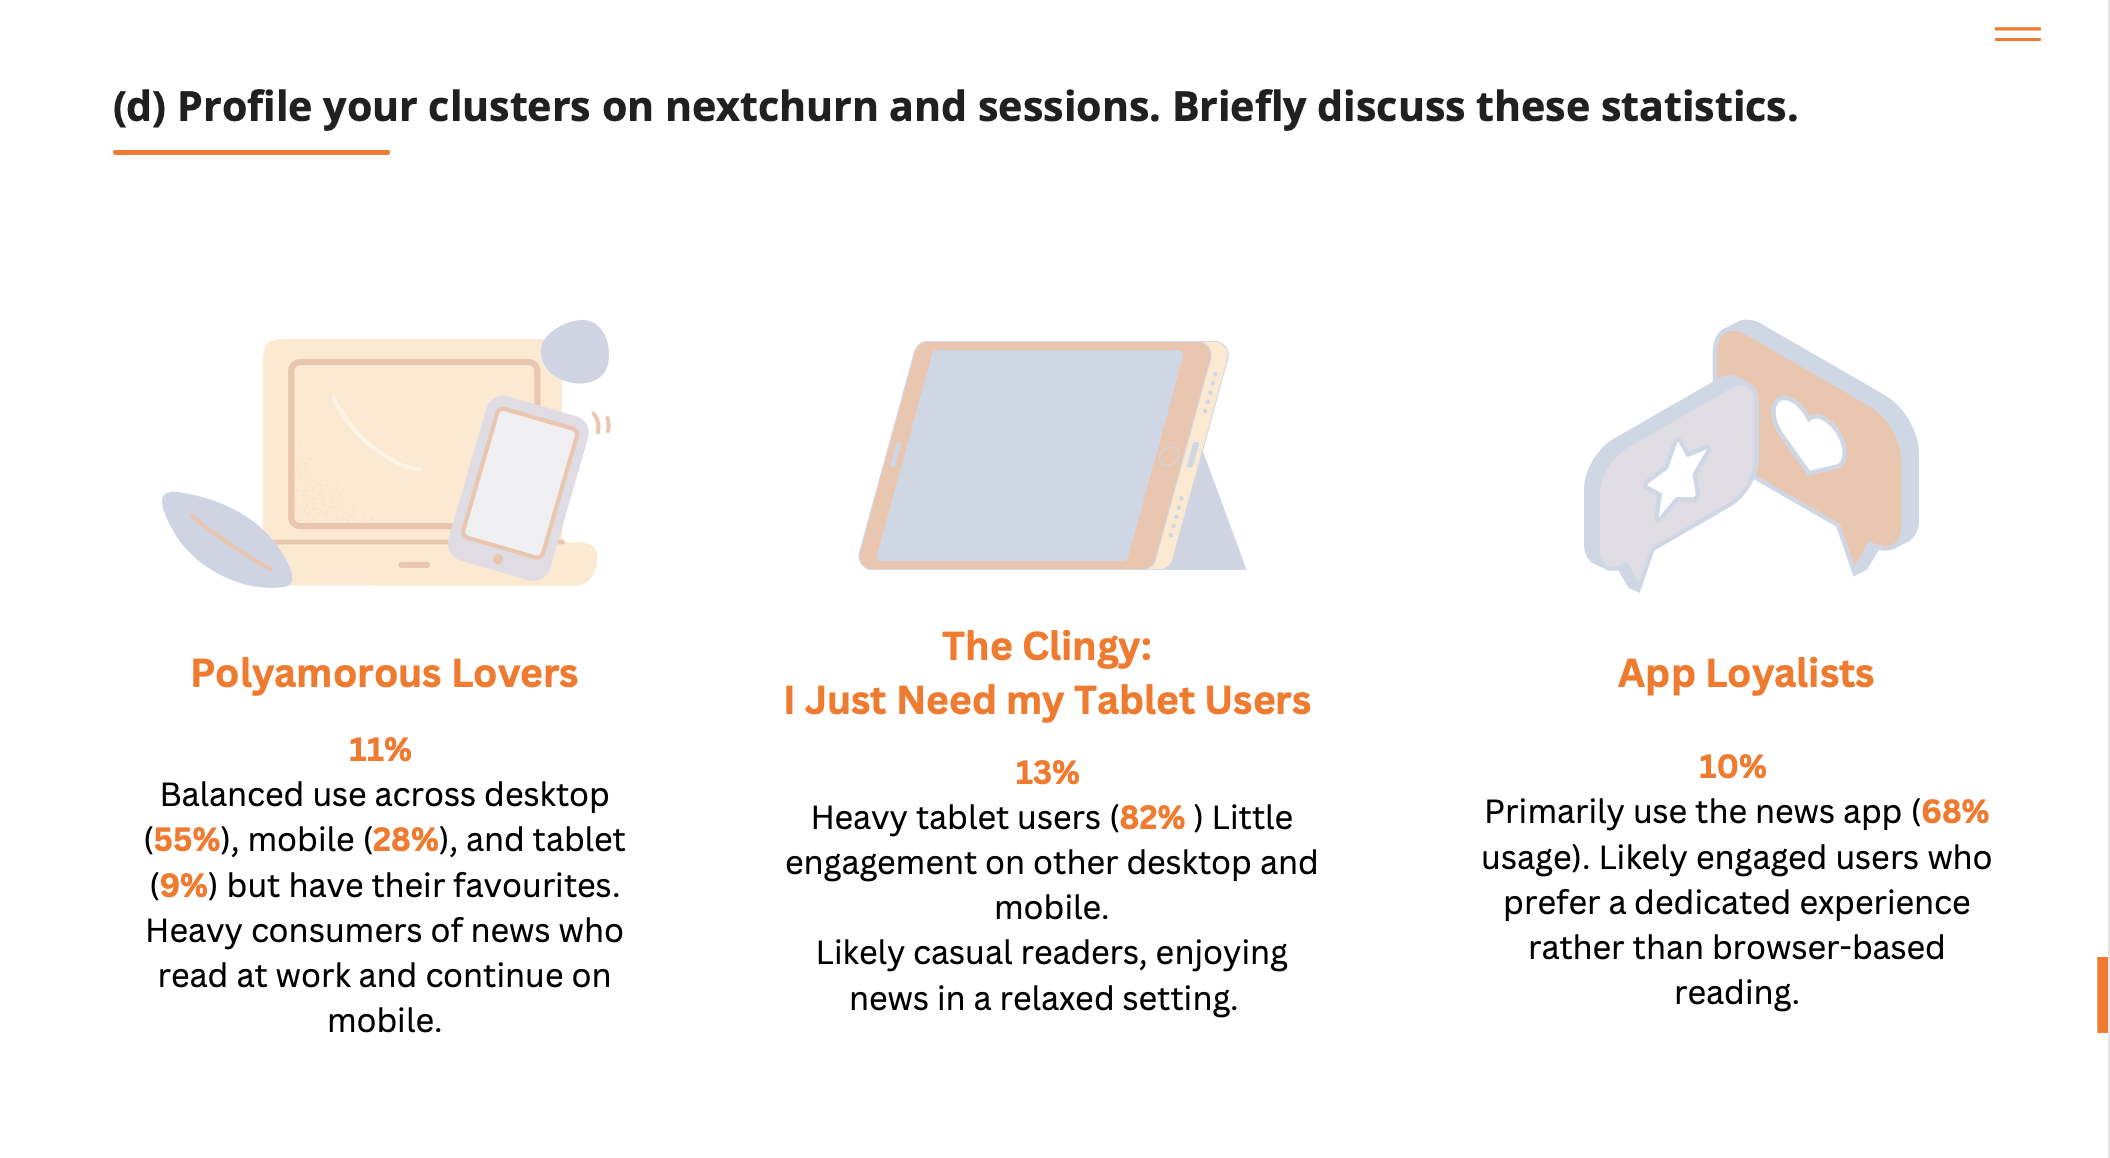 (d) Profile your clusters on nextchurn and sessions. Briefly discuss these statistics.
Polyamorous Lovers
11%
Balanced use across desktop
(55%), mobile (28%), and tablet
(9%) but have their favourites.
Heavy consumers of news who
read at work and continue on
mobile.
The Clingy:
I Just Need my Tablet Users
13%
Heavy tablet users (82% ) Little
engagement on other desktop and
mobile.
Likely casual readers, enjoying
news in a relaxed setting.
App Loyalists
10%
Primarily use the news app (68%
usage). Likely engaged users who
prefer a dedicated experience
rather than browser-based
reading.